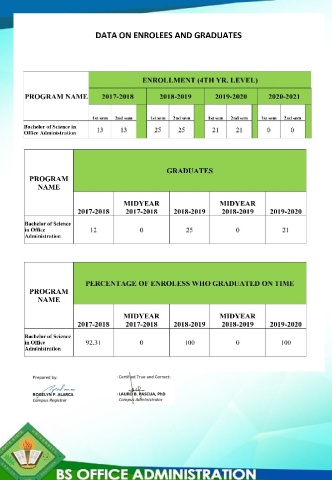 DATA ON ENROLEES AND GRADUATES
PROGRAM NAME
ENROLLMENT (4TH YR. LEVEL)
2017-2018 2018-2019 2019-2020 2020-2021
1st sem 2nd sem 1st sem 2nd sem 1st sem 2nd sem 1st sem 2nd sem
Bachelor of Science in
Office Administration
13 13 25 25 21 21 0 0
PROGRAM
NAME
GRADUATES
2017-2018 MIDYEAR 2017-2018 2018-2019 MIDYEAR 2018-2019 2019-2020
Bachelor of Science
in Office
Administration
12 0 25 0 21
PROGRAM
NAME
PERCENTAGE OF ENROLESS WHO GRADUATED ON TIME
2017-2018 MIDYEAR 2017-2018 2018-2019 MIDYEAR 2018-2019 2019-2020
Bachelor of Science
in Office
Administration
92.31 0 100 0 100
Prepared by: Certified True and Correct:
ROSELYN P. ALARCA LAURO B. PASCUA, PhD
Campus Registrar Campus Administrator
BS OFFICE ADMINISTRATION